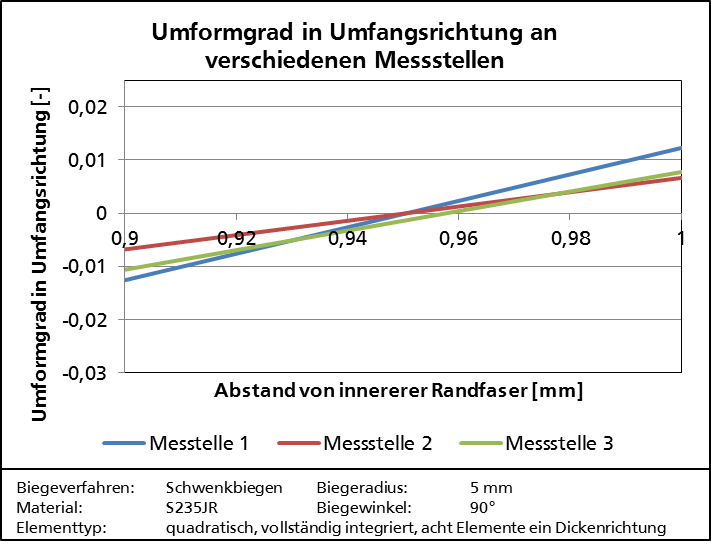 Umformgrad in Umfangsrichtung an
verschiedenen Messstellen
Umformgrad in Umfangsrichtung [-]
0,02
0,01
0
-0,01
-0,02
-0,03
0,9 0,92 0,94 0,96 0,98 1
Abstand von innererer Randfaser [mm]
Messtelle 1 Messstelle 2 Messstelle 3
Biegeverfahren: Schwenkbiegen Biegeradius: 5 mm
Material: S235JR Biegewinkel: 90°
Elementtyp: quadratisch, vollständig integriert, acht Elemente ein Dickenrichtung